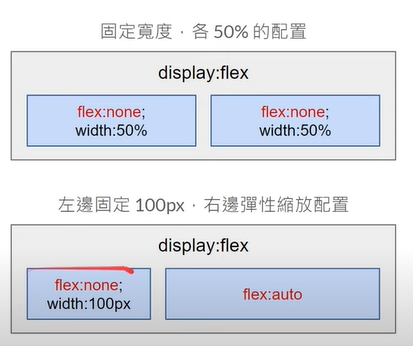 固定寬度，各 50% 的配置
display:flex
flex:none;
width:50%
flex:none;
width:50%
左邊固定 100px，右邊彈性縮放配置
display:flex
flex:none;
width:100px
flex:auto